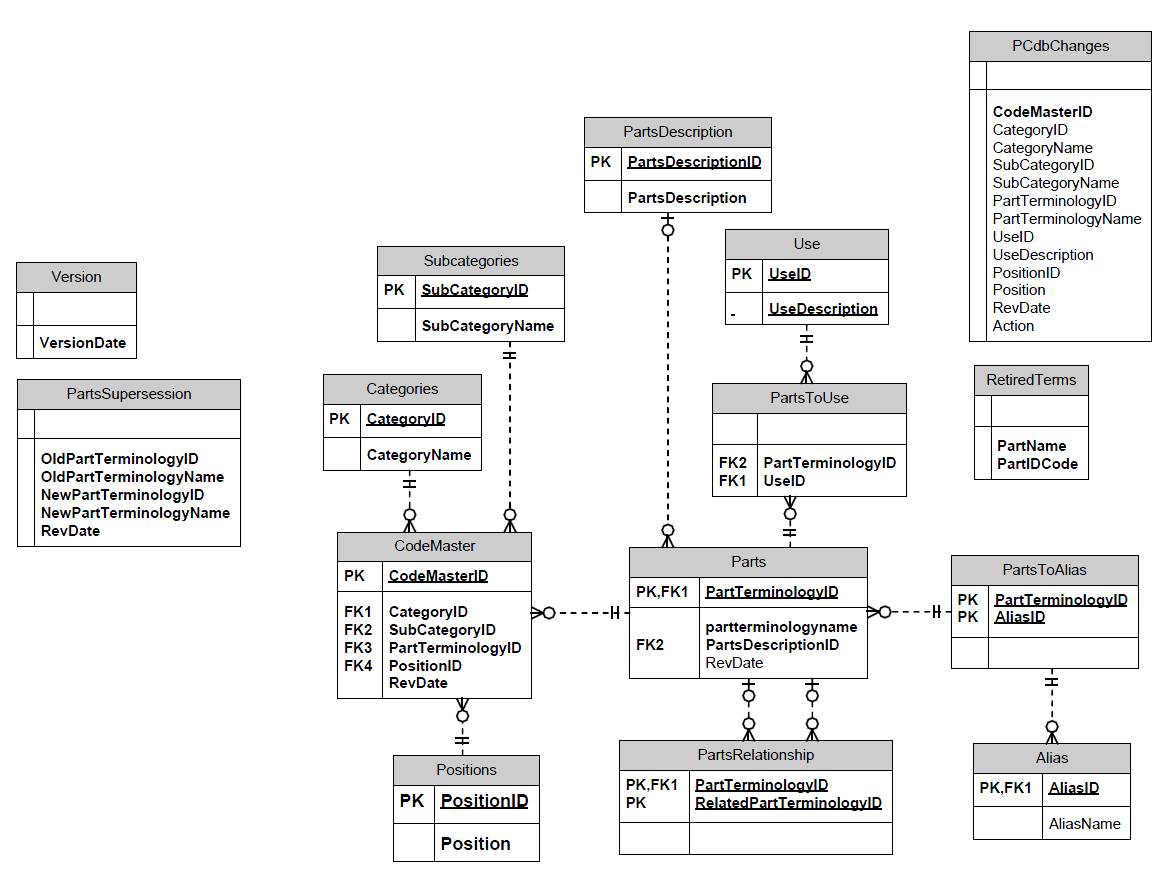 PCdbChanges
CodeMasterID
CategoryID
CategoryName
SubCategoryID
SubCategoryName
PartTerminologyID
PartTerminologyName
UseID
UseDescription
PositionID
Position
RevDate
Action
PartsDescription
PK PartsDescriptionID
PartsDescription
Use
PK UseID
UseDescription
Subcategories
PK SubCategoryID
SubCategoryName
Version
VersionDate
PartsSupersession
OldPartTerminologyID
OldPartTerminologyName
NewPartTerminologyID
NewPartTerminologyName
RevDate
Categories
PK CategoryID
CategoryName
PartsToUse
FK2 PartTerminologyID
FK1 UseID
RetiredTerms
PartName
PartIDCode
CodeMaster
PK CodeMasterID
FK1 CategoryID
FK2 SubCategoryID
FK3 PartTerminologyID
FK4 PositionID
RevDate
Parts
PK,FK1 PartTerminologyID
partterminologyname
FK2 PartsDescriptionID
RevDate
PartsToAlias
PK PartTerminologyID
PK AliasID
Positions
PK PositionID
Position
PartsRelationship
PK,FK1 PartTerminologyID
PK RelatedPartTerminologyID
Alias
PK,FK1 AliasID
AliasName